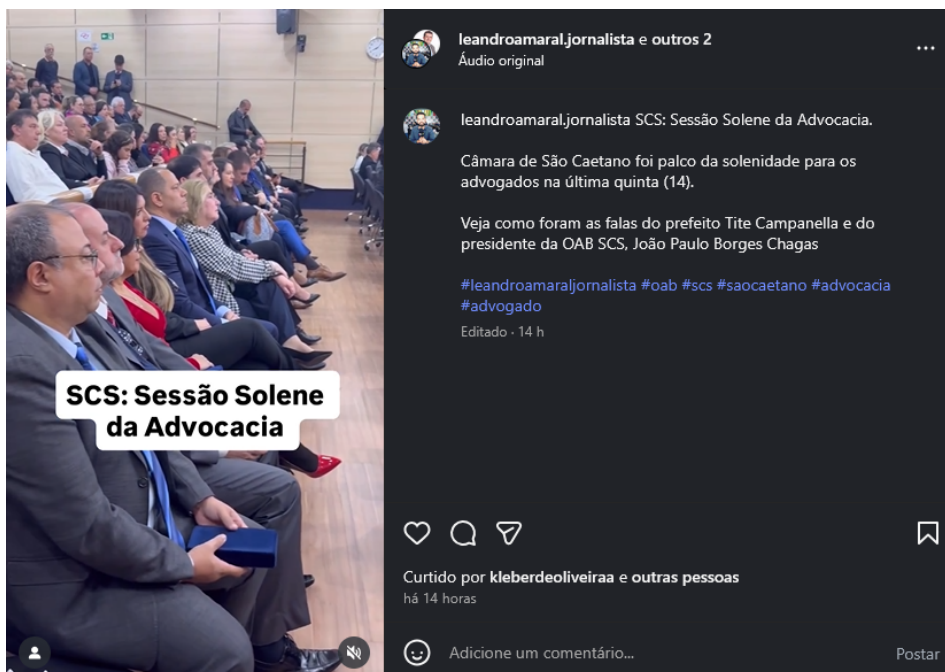 leandroamaral.jornalista e outros 2
Áudio original
leandroamaral.jornalista SCS: Sessão Solene da Advocacia.
Câmara de São Caetano foi palco da solenidade para os
advogados na última quinta (14).
Veja como foram as falas do prefeito Tite Campanella e do
presidente da OAB SCS, João Paulo Borges Chagas
#leandroamaraljornalista #oab #scs #saocaetano #advocacia
#advogado
Editado · 14 h
SCS: Sessão Solene
da Advocacia
Curtido por kleberdeoliveiraa e outras pessoas
há 14 horas
Adicione um comentário...
Postar